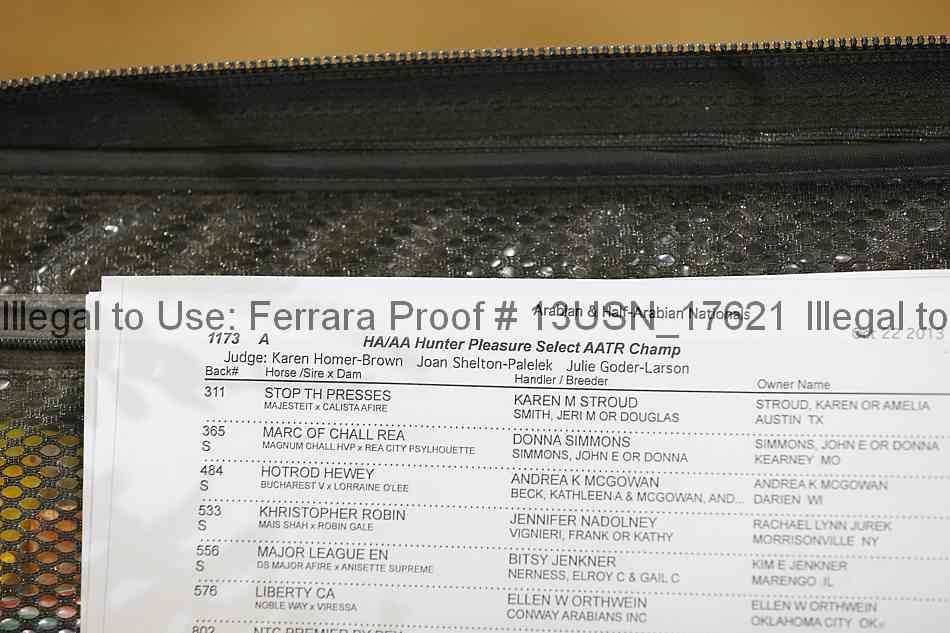 Arabian & Half-Arabian Nationals
Illegal to Use: Ferrara Proof # 13USN_17621 Illegal to
Oct 22 2013
1173 A HA/AA Hunter Pleasure Select AATR Champ
Judge: Karen Homer-Brown Joan Shelton-Palelek Julie Goder-Larson
Back# Horse /Sire x Dam Handler / Breeder Owner Name
311 STOP TH PRESSES KAREN M STROUD STROUD, KAREN OR AMELIA
MAJESTEIT x CALISTA AFIRE SMITH, JERI M OR DOUGLAS AUSTIN TX
365 MARC OF CHALL REA DONNA SIMMONS SIMMONS, JOHN E OR DONNA
S MAGNUM CHALL HVP x REA CITY PSYLHOUETTE SIMMONS, JOHN E OR DONNA KEARNEY MO
484 HOTROD HEWEY ANDREA K MCGOWAN ANDREA K MCGOWAN
S BUCHAREST V x LORRAINE O'LEE BECK, KATHLEEN A & MCGOWAN, AND... DARIEN WI
533 KHRISTOPHER ROBIN JENNIFER NADOLNEY RACHAEL LYNN JUREK
S MAIS SHAH x ROBIN GALE VIGNIERI, FRANK OR KATHY MORRISONVILLE NY
556 MAJOR LEAGUE EN BITSY JENKNER KIM E JENKNER
S DS MAJOR AFIRE x ANISETTE SUPREME NERNESS, ELROY C & GAIL C MARENGO IL
576 LIBERTY CA ELLEN W ORTHWEIN ELLEN W ORTHWEIN
NOBLE WAY x VIRESSA CONWAY ARABIANS INC OKLAHOMA CITY OK